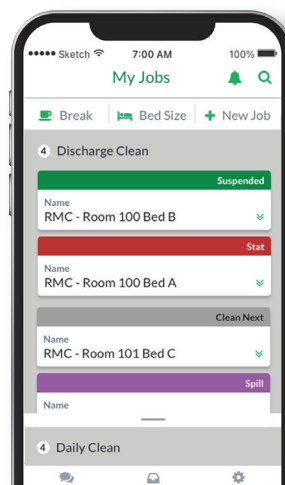 Sketch 7:00 AM 100%
My Jobs
Break Bed Size New Job
4 Discharge Clean
Suspended
Name
RMC - Room 100 Bed B
Stat
Name
RMC - Room 100 Bed A
Clean Next
Name
RMC - Room 101 Bed C
Spill
Name
4 Daily Clean